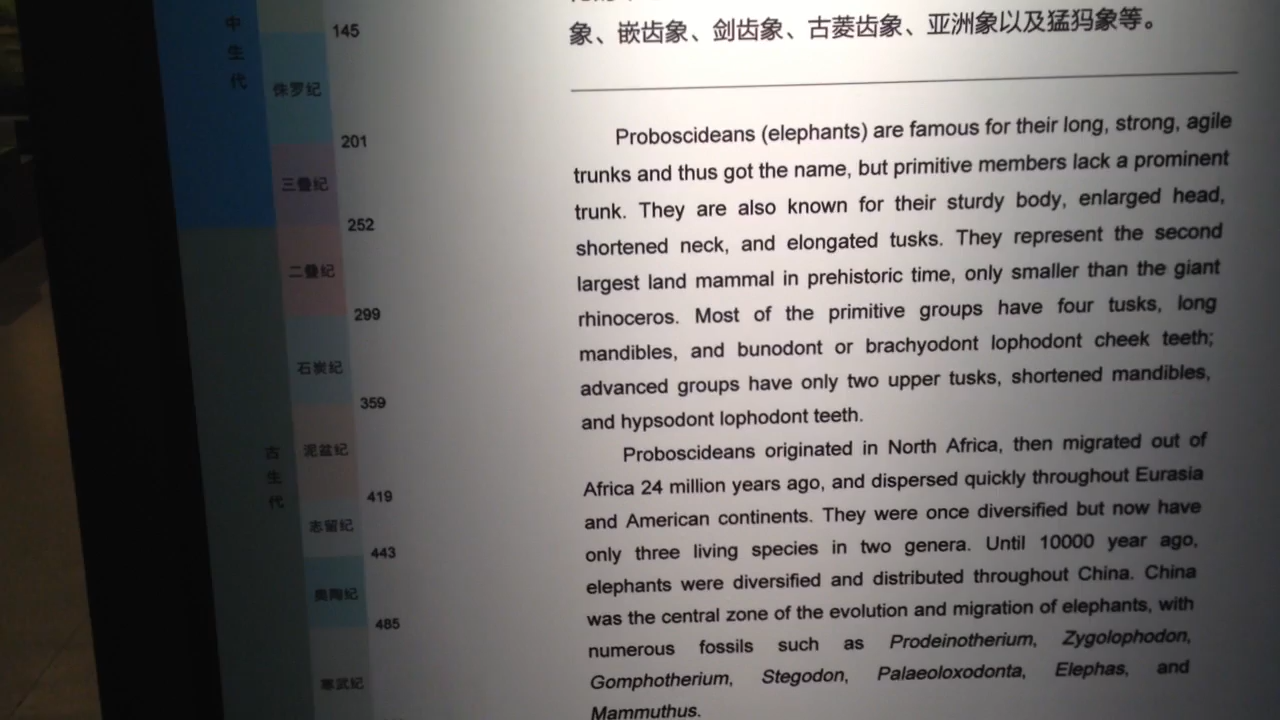 中生代
145
侏罗纪
201
三叠纪
252
二叠纪
299
石炭纪
359
古生代
泥盆纪
419
志留纪
443
奥陶纪
485
寒武纪
象、嵌齿象、剑齿象、古菱齿象、亚洲象以及猛犸象等。
Proboscideans (elephants) are famous for their long, strong, agile
trunks and thus got the name, but primitive members lack a prominent
trunk. They are also known for their sturdy body, enlarged head,
shortened neck, and elongated tusks. They represent the second
largest land mammal in prehistoric time, only smaller than the giant
rhinoceros. Most of the primitive groups have four tusks, long
mandibles, and bunodont or brachyodont lophodont cheek teeth;
advanced groups have only two upper tusks, shortened mandibles,
and hypsodont lophodont teeth.
Proboscideans originated in North Africa, then migrated out of
Africa 24 million years ago, and dispersed quickly throughout Eurasia
and American continents. They were once diversified but now have
only three living species in two genera. Until 10000 year ago,
elephants were diversified and distributed throughout China. China
was the central zone of the evolution and migration of elephants, with
numerous fossils such as Prodeinotherium, Zygolophodon,
Gomphotherium, Stegodon, Palaeoloxodonta, Elephas, and
Mammuthus.